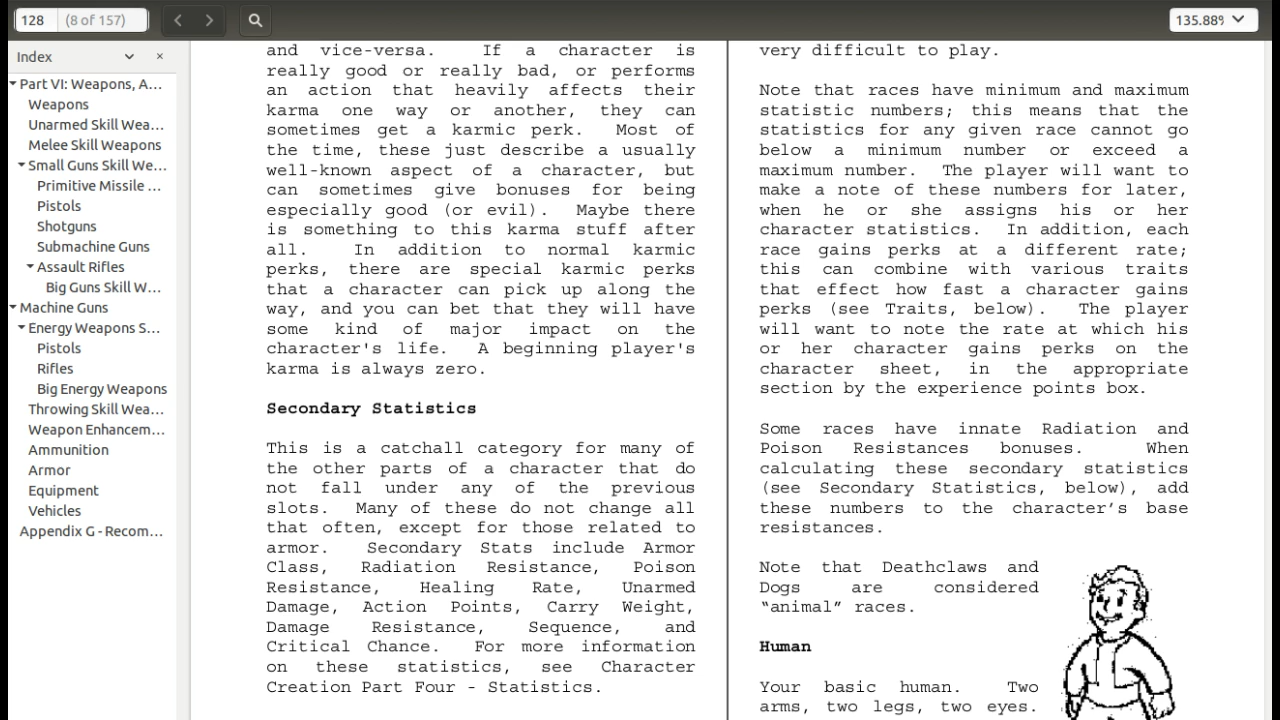 128
(8 of 157)
135.88%
Index
Part VI: Weapons, A...
Weapons
Unarmed Skill Wea...
Melee Skill Weapons
Small Guns Skill We...
Primitive Missile ...
Pistols
Shotguns
Submachine Guns
Assault Rifles
Big Guns Skill W...
Machine Guns
Energy Weapons S...
Pistols
Rifles
Big Energy Weapons
Throwing Skill Wea...
Weapon Enhancem...
Ammunition
Armor
Equipment
Vehicles
Appendix G - Recom...
and vice-versa. If a character is
really good or really bad, or performs
an action that heavily affects their
karma one way or another, they can
sometimes get a karmic perk. Most of
the time, these just describe a usually
well-known aspect of a character, but
can sometimes give bonuses for being
especially good (or evil). Maybe there
is something to this karma stuff after
all. In addition to normal karmic
perks, there are special karmic perks
that a character can pick up along the
way, and you can bet that they will have
some kind of major impact on the
character's life. A beginning player's
karma is always zero.
Secondary Statistics
This is a catchall category for many of
the other parts of a character that do
not fall under any of the previous
slots. Many of these do not change all
that often, except for those related to
armor. Secondary Stats include Armor
Class, Radiation Resistance, Poison
Resistance, Healing Rate, Unarmed
Damage, Action Points, Carry Weight,
Damage Resistance, Sequence, and
Critical Chance. For more information
on these statistics, see Character
Creation Part Four - Statistics.
very difficult to play.
Note that races have minimum and maximum
statistic numbers; this means that the
statistics for any given race cannot go
below a minimum number or exceed a
maximum number. The player will want to
make a note of these numbers for later,
when he or she assigns his or her
character statistics. In addition, each
race gains perks at a different rate;
this can combine with various traits
that effect how fast a character gains
perks (see Traits, below). The player
will want to note the rate at which his
or her character gains perks on the
character sheet, in the appropriate
section by the experience points box.
Some races have innate Radiation and
Poison Resistances bonuses. When
calculating these secondary statistics
(see Secondary Statistics, below), add
these numbers to the character’s base
resistances.
Note that Deathclaws and
Dogs are considered
“animal” races.
Human
Your basic human. Two
arms, two legs, two eyes.